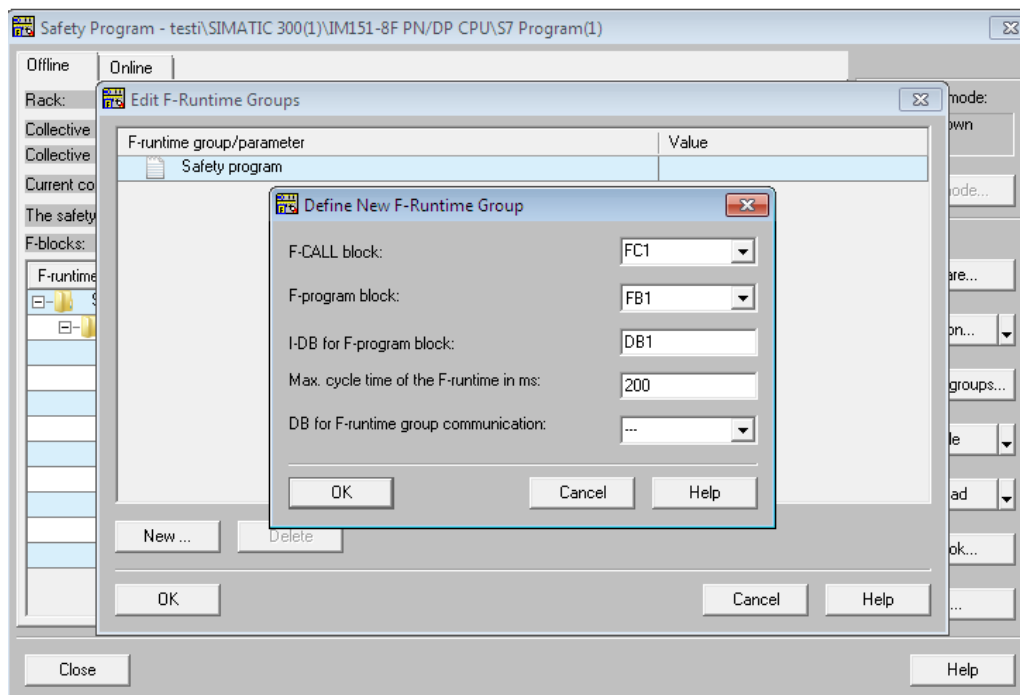 Safety Program - testi\SIMATIC 300(1)\IM151-8F PN/DP CPU\S7 Program(1)
Offline
Online
Rack:
Edit F-Runtime Groups
mode:
Collective
F-runtime group/parameter
Value
own
Collective
Safety program
Current co
ode...
Define New F-Runtime Group
The safety
F-blocks:
F-CALL block:
FC1
F-runtime
are...
F-program block:
FB1
S
I-DB for F-program block:
DB1
on...
Max. cycle time of the F-runtime in ms:
200
groups...
DB for F-runtime group communication:
---
le
OK
Cancel
Help
ad
New ...
Delete
ok...
OK
Cancel
Help
...
Close
Help